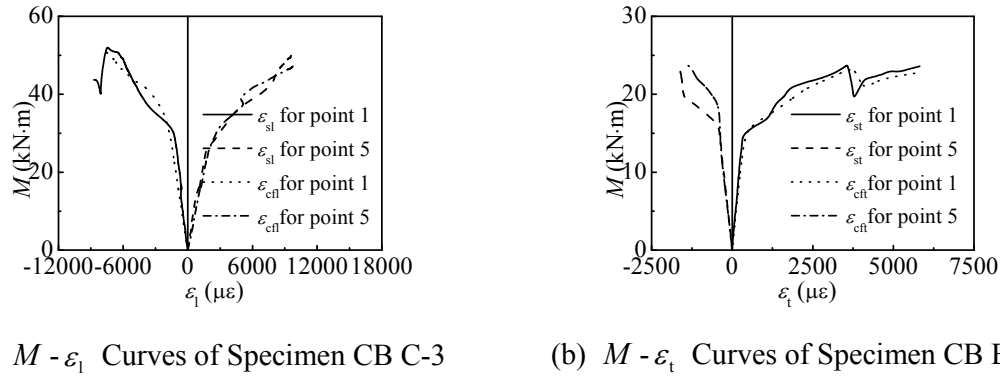 60
40
20
0
M (kN·m)
ε_sl for point 1
ε_sl for point 5
ε_cfl for point 1
ε_cfl for point 5
-12000 -6000 0 6000 12000 18000
ε_l (με)
30
20
10
0
M (kN·m)
ε_st for point 1
ε_st for point 5
ε_cft for point 1
ε_cft for point 5
-2500 0 2500 5000 7500
ε_t (με)
M - ε_l Curves of Specimen CB C-3
(b) M - ε_t Curves of Specimen CB